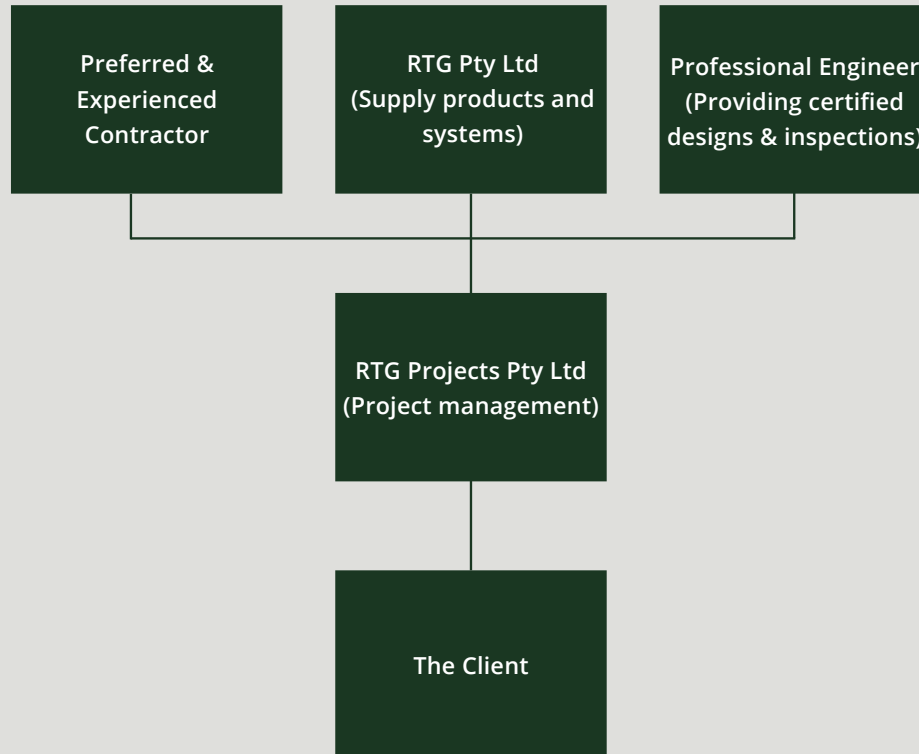 Preferred &
Experienced
Contractor
RTG Pty Ltd
(Supply products and
systems)
Professional Engineer
(Providing certified
designs & inspections)
RTG Projects Pty Ltd
(Project management)
The Client